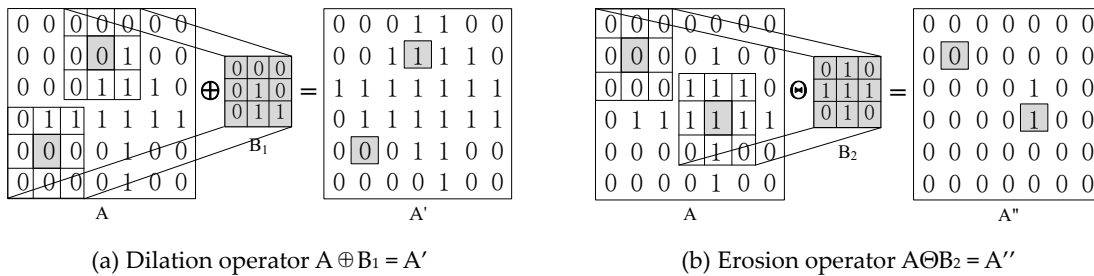 0 0 0 0 0 0 0
0 0 0 0 1 0 0
0 0 0 1 1 1 0
0 1 1 1 1 1 1
0 0 0 0 1 0 0
0 0 0 0 1 0 0
A
⊕
0 0 0
0 1 0
0 1 1
B1
=
0 0 0 1 1 0 0
0 0 1 1 1 0 0
1 1 1 1 1 1 1
0 1 1 1 1 1 1
0 0 0 1 1 0 0
0 0 0 0 1 0 0
A'
(a) Dilation operator A ⊕ B1 = A'
0 0 0 0 0 0 0
0 0 0 0 1 0 0
0 0 0 1 1 1 0
0 1 1 1 1 1 1
0 0 0 0 1 0 0
0 0 0 0 1 0 0
A
Θ
0 1 0
1 1 1
0 1 0
B2
=
0 0 0 0 0 0 0
0 0 0 0 0 0 0
0 0 0 0 1 0 0
0 0 0 0 1 0 0
0 0 0 0 0 0 0
0 0 0 0 0 0 0
A"
(b) Erosion operator AΘB2 = A''